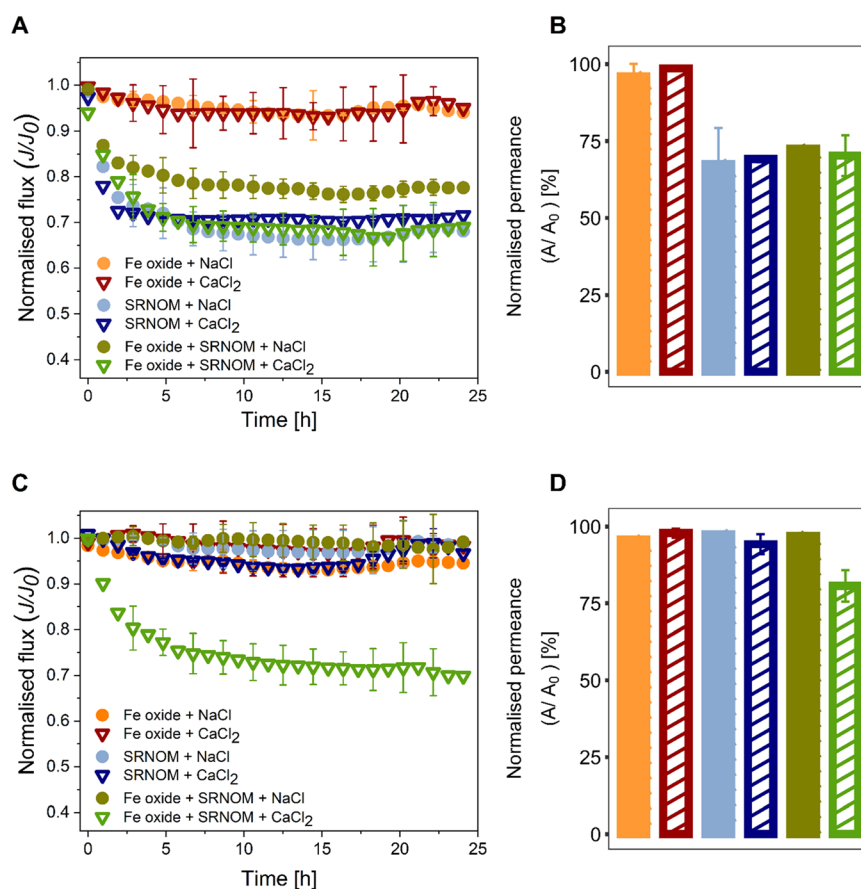 A
B
Normalised flux (J/J0)
1.0
0.9
0.8
0.7
0.6
0.5
0.4
Fe oxide + NaCl
Fe oxide + CaCl2
SRNOM + NaCl
SRNOM + CaCl2
Fe oxide + SRNOM + NaCl
Fe oxide + SRNOM + CaCl2
0
5
10
15
20
25
Time [h]
Normalised permeance
(A/ A0 ) [%]
100
75
50
25
0
C
D
Normalised flux (J/J0)
1.0
0.9
0.8
0.7
0.6
0.5
0.4
Fe oxide + NaCl
Fe oxide + CaCl2
SRNOM + NaCl
SRNOM + CaCl2
Fe oxide + SRNOM + NaCl
Fe oxide + SRNOM + CaCl2
0
5
10
15
20
25
Time [h]
Normalised permeance
(A/ A0 ) [%]
100
75
50
25
0